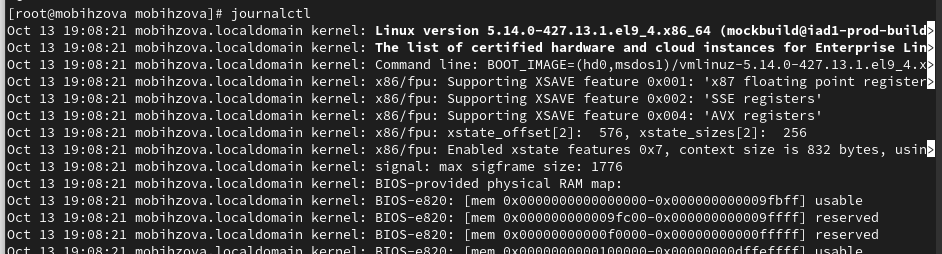 [root@mobihzova mobihzova]# journalctl
Oct 13 19:08:21 mobihzova.localdomain kernel: Linux version 5.14.0-427.13.1.el9_4.x86_64 (mockbuild@iad1-prod-build>
Oct 13 19:08:21 mobihzova.localdomain kernel: The list of certified hardware and cloud instances for Enterprise Lin>
Oct 13 19:08:21 mobihzova.localdomain kernel: Command line: BOOT_IMAGE=(hd0,msdos1)/vmlinuz-5.14.0-427.13.1.el9_4.x>
Oct 13 19:08:21 mobihzova.localdomain kernel: x86/fpu: Supporting XSAVE feature 0x001: 'x87 floating point register>
Oct 13 19:08:21 mobihzova.localdomain kernel: x86/fpu: Supporting XSAVE feature 0x002: 'SSE registers'
Oct 13 19:08:21 mobihzova.localdomain kernel: x86/fpu: Supporting XSAVE feature 0x004: 'AVX registers'
Oct 13 19:08:21 mobihzova.localdomain kernel: x86/fpu: xstate_offset[2]:  576, xstate_sizes[2]:  256
Oct 13 19:08:21 mobihzova.localdomain kernel: x86/fpu: Enabled xstate features 0x7, context size is 832 bytes, usin>
Oct 13 19:08:21 mobihzova.localdomain kernel: signal: max sigframe size: 1776
Oct 13 19:08:21 mobihzova.localdomain kernel: BIOS-provided physical RAM map:
Oct 13 19:08:21 mobihzova.localdomain kernel: BIOS-e820: [mem 0x0000000000000000-0x000000000009fbff] usable
Oct 13 19:08:21 mobihzova.localdomain kernel: BIOS-e820: [mem 0x000000000009fc00-0x000000000009ffff] reserved
Oct 13 19:08:21 mobihzova.localdomain kernel: BIOS-e820: [mem 0x00000000000f0000-0x00000000000fffff] reserved
Oct 13 19:08:21 mobihzova.localdomain kernel: BIOS-e820: [mem 0x0000000000100000-0x00000000dffeffff] usable